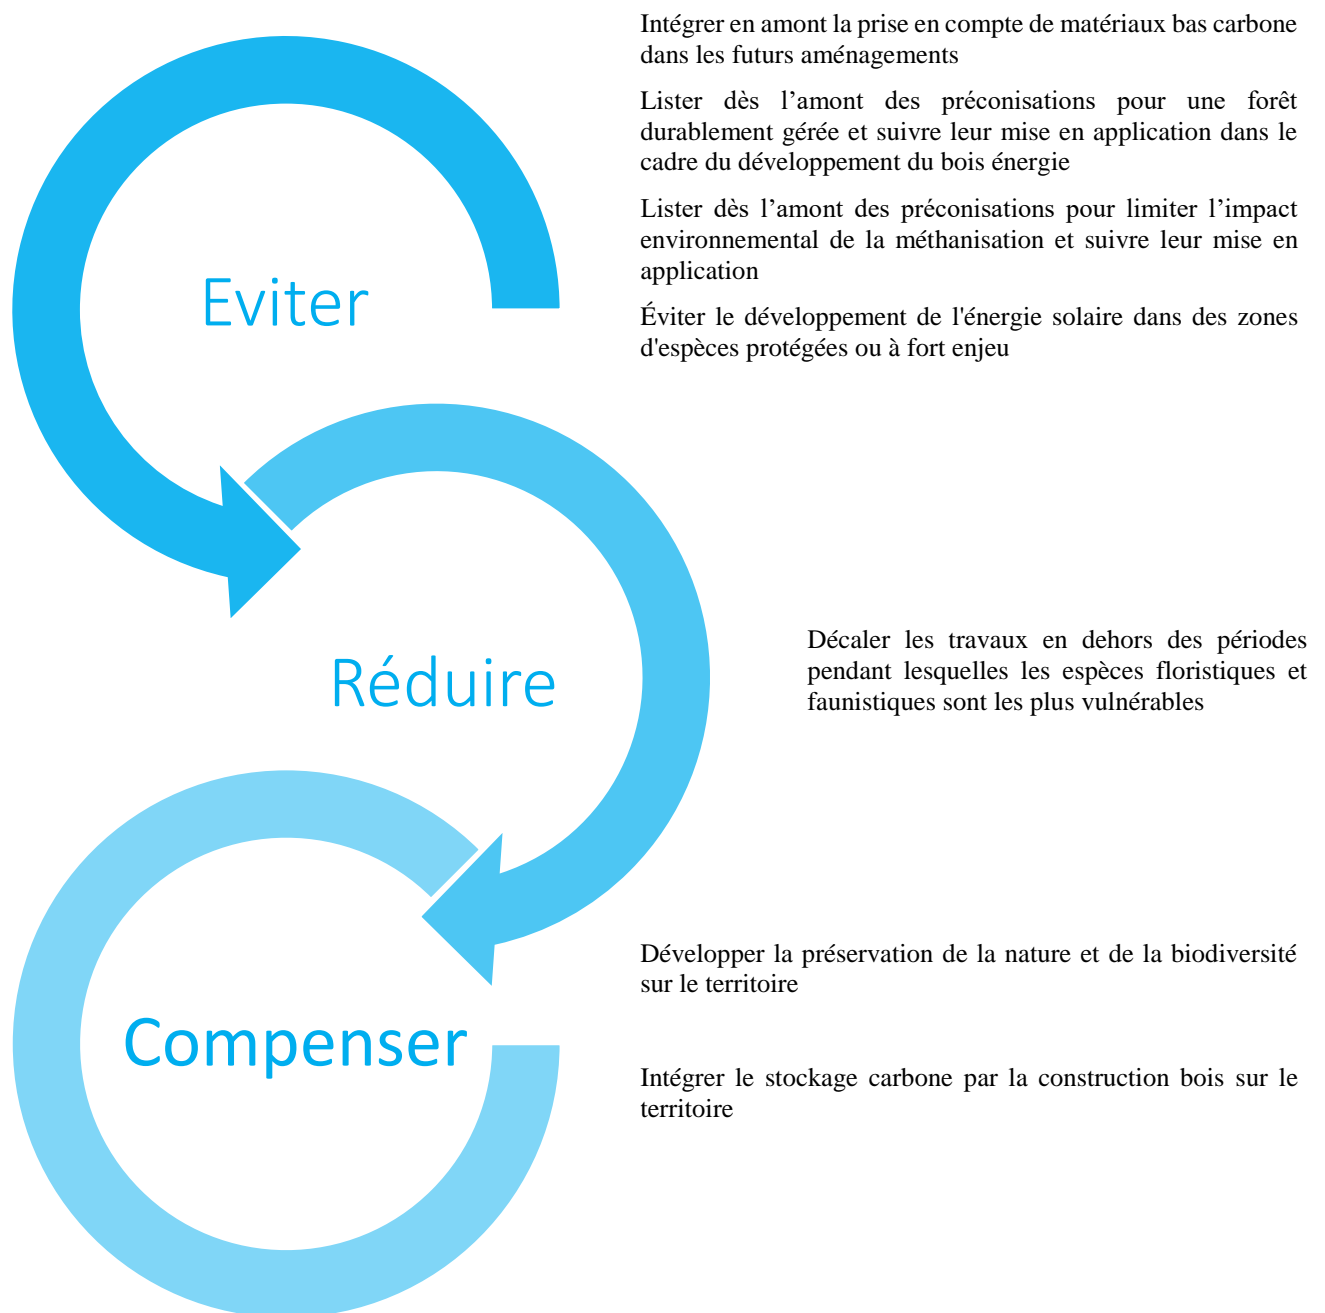 Intégrer en amont la prise en compte de matériaux bas carbone
dans les futurs aménagements
Lister dès l’amont des préconisations pour une forêt
durablement gérée et suivre leur mise en application dans le
cadre du développement du bois énergie
Lister dès l’amont des préconisations pour limiter l’impact
environnemental de la méthanisation et suivre leur mise en
application
Éviter le développement de l'énergie solaire dans des zones
d'espèces protégées ou à fort enjeu
Eviter
Décaler les travaux en dehors des périodes
pendant lesquelles les espèces floristiques et
faunistiques sont les plus vulnérables
Réduire
Développer la préservation de la nature et de la biodiversité
sur le territoire
Compenser
Intégrer le stockage carbone par la construction bois sur le
territoire